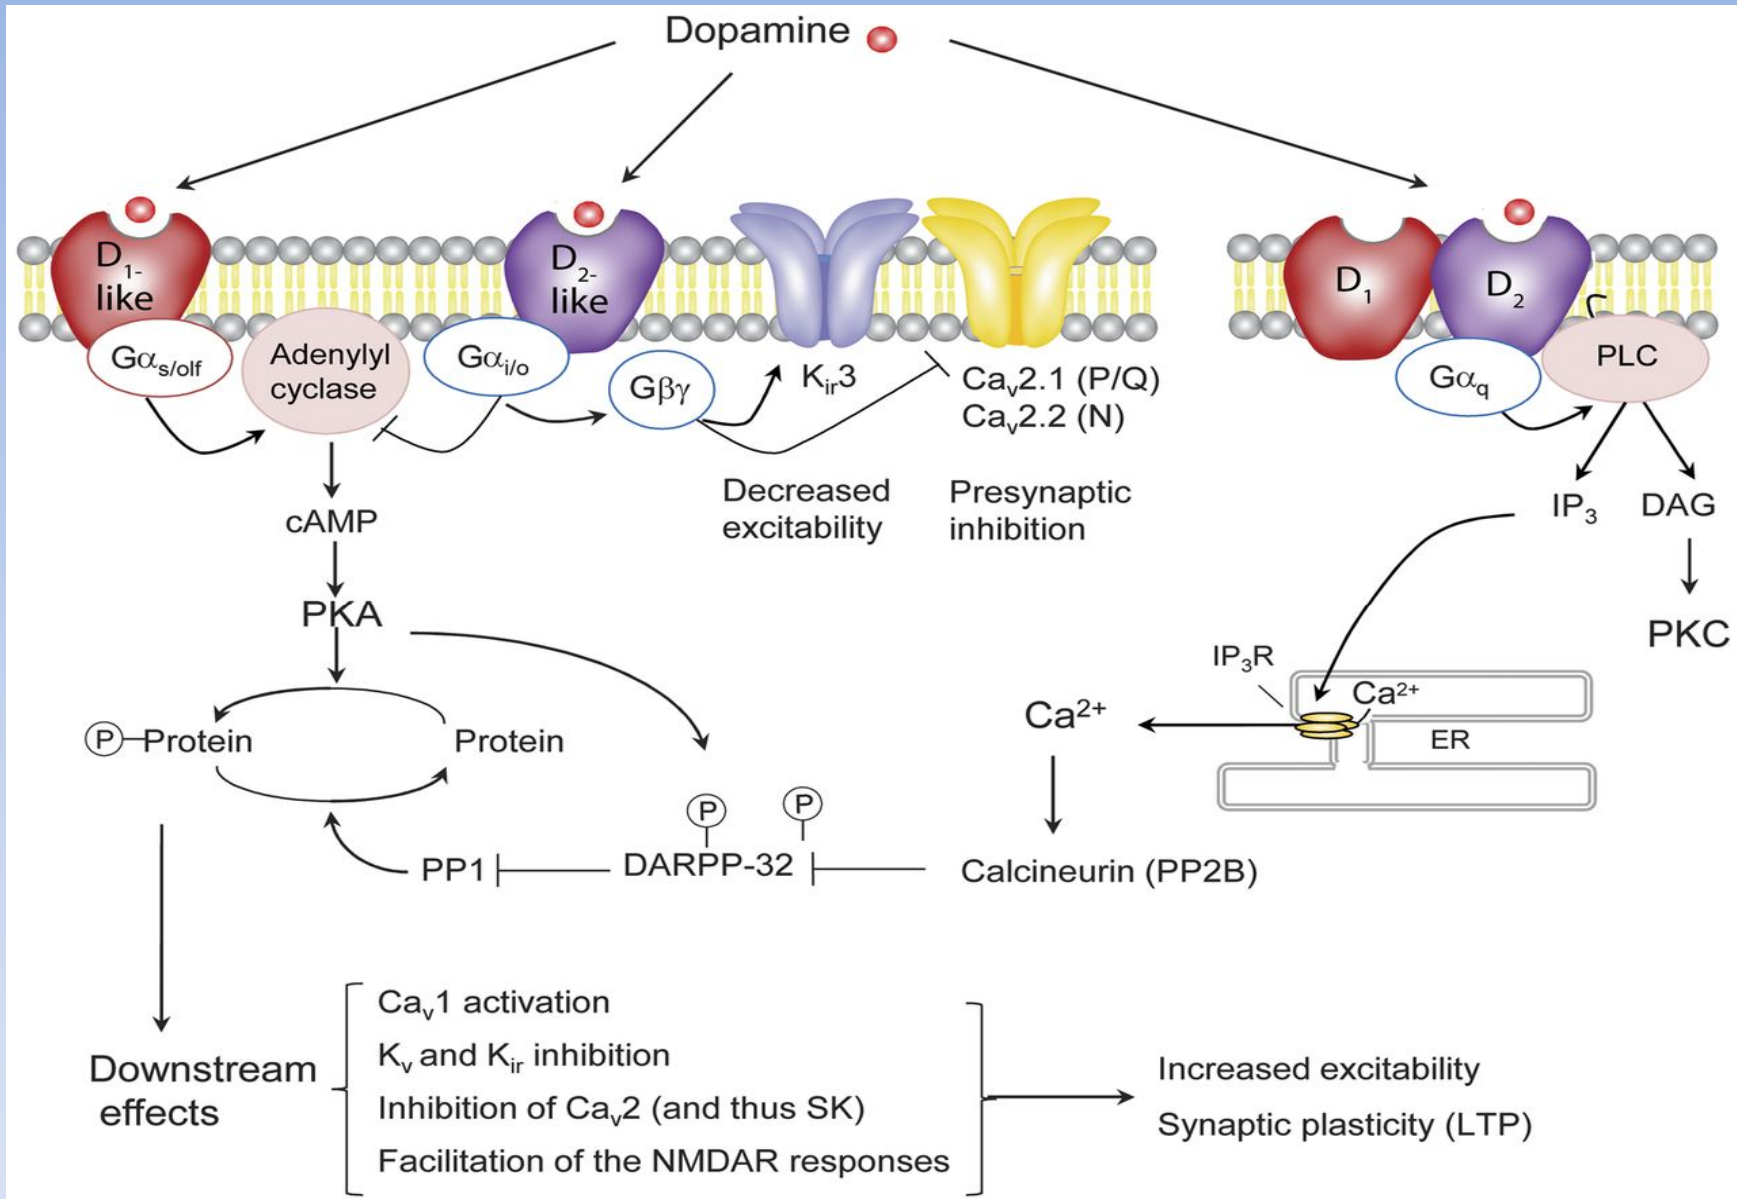 Dopamine
D1-
like
D2-
like
D1
D2
Gαs/olf
Adenylyl
cyclase
Gαi/o
Gβγ
Kir3
Cav2.1 (P/Q)
Cav2.2 (N)
Gαq
PLC
Decreased
excitability
Presynaptic
inhibition
IP3
DAG
cAMP
PKA
PKC
IP3R
Ca2+
Ca2+
ER
P
Protein
Protein
P
P
PP1
DARPP-32
Calcineurin (PP2B)
Downstream
effects
Cav1 activation
Kv and Kir inhibition
Inhibition of Cav2 (and thus SK)
Facilitation of the NMDAR responses
Increased excitability
Synaptic plasticity (LTP)